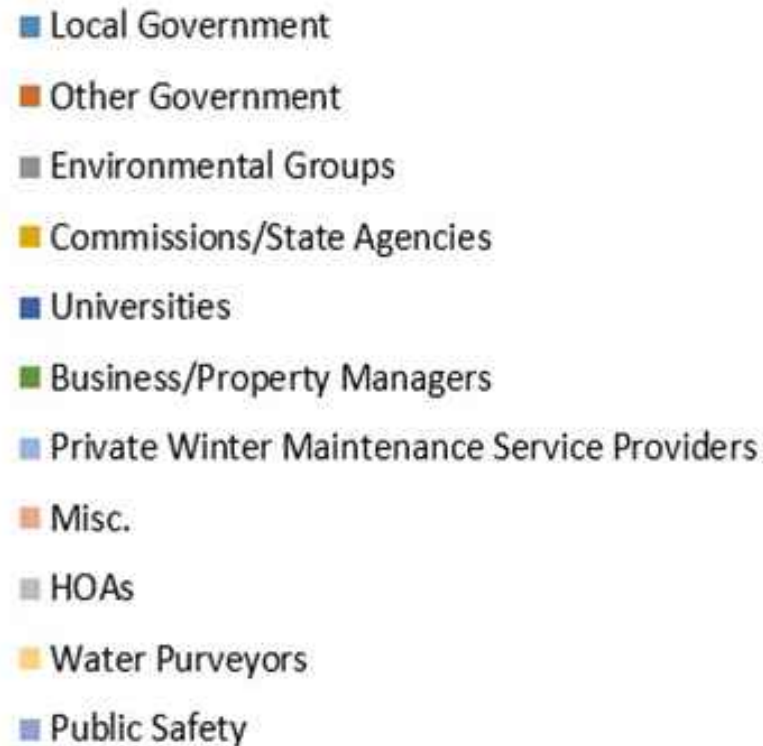 Local Government
Other Government
Environmental Groups
Commissions/State Agencies
Universities
Business/Property Managers
Private Winter Maintenance Service Providers
Misc.
HOAs
Water Purveyors
Public Safety